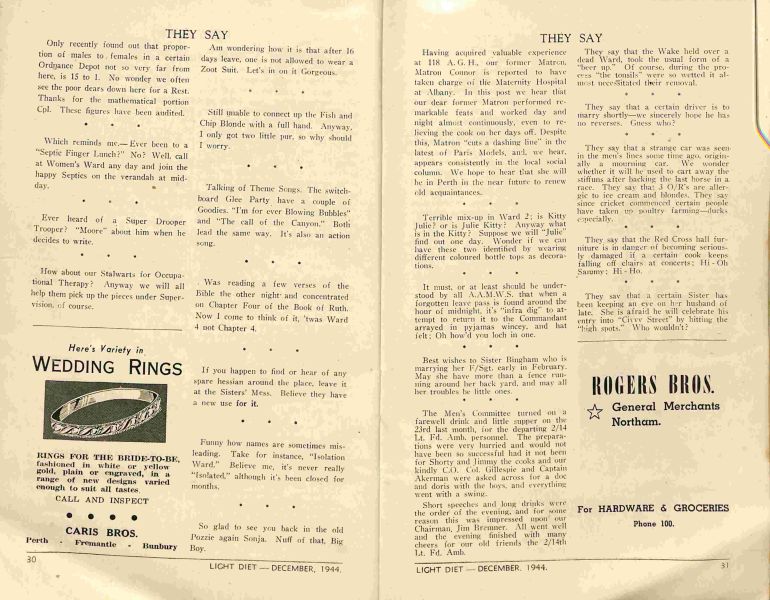 THEY SAY
Only recently found out that propor-
tion of males to females in a certain
Ordnance Depot not so very far from
here, is 15 to 1. No wonder we often
see the poor dears down here for a Rest.
Thanks for the mathematical portion
Cpl. These figures have been audited.
Which reminds me.—Ever been to a
"Septic Finger Lunch?" No? Well, call
at Women's Ward any day and join the
happy Septics on the verandah at mid-
day.
Ever heard of a Super Drooper
Trooper? "Moore" about him when he
decides to write.
How about our Stalwarts for Occupa-
tional Therapy? Anyway we will all
help them pick up the pieces under Super-
vision, of course.
Here's Variety in
WEDDING RINGS
RINGS FOR THE BRIDE-TO-BE,
fashioned in white or yellow
gold, plain or engraved, in a
range of new designs varied
enough to suit all tastes.
CALL AND INSPECT
CARIS BROS.
Perth - Fremantle - Bunbury
30
Am wondering how it is that after 16
days leave, one is not allowed to wear a
Zoot Suit. Let's in on it Gorgeous.
Still unable to connect up the Fish and
Chip Blonde with a full hand. Anyway,
I only got two little pur, so why should
I worry.
Talking of Theme Songs. The switch-
board Glee Party have a couple of
Goodies. "I'm for ever Blowing Bubbles"
and "The call of the Canyon." Both
lead the same way. It's also an action
song.
Was reading a few verses of the
Bible the other night and concentrated
on Chapter Four of the Book of Ruth.
Now I come to think of it, 'twas Ward
4 not Chapter 4.
If you happen to find or hear of any
spare hessian around the place, leave it
at the Sisters' Mess. Believe they have
a new use for it.
Funny how names are sometimes mis-
leading. Take for instance, "Isolation
Ward." Believe me, it's never really
"Isolated," although it's been closed for
months.
So glad to see you back in the old
Pozzie again Sonja. Nuff of that, Big
Boy.
LIGHT DIET — DECEMBER, 1944.
THEY SAY
Having acquired valuable experience
at 118 A.G.H., our former Matron,
Matron Connor is reported to have
taken charge of the Maternity Hospital
at Albany. In this post we hear that
our dear former Matron performed re-
markable feats and worked day and
night almost continuously, even to re-
lieving the cook on her days off. Despite
this, Matron "cuts a dashing line" in the
latest of Paris Models, and, we hear,
appears consistently in the local social
column. We hope to hear that she will
be in Perth in the near future to renew
old acquaintances.
Terrible mix-up in Ward 2; is Kitty
Julie? or is Julie Kitty? Anyway what
is in the Kitty? Suppose we will "Julie"
find out one day. Wonder if we can
have these two identified by wearing
different coloured bottle tops as decora-
tions.
It must, or at least should be under-
stood by all A.A.M.W.S. that when a
forgotten leave pass is found around the
hour of midnight, it's "infra dig" to at-
tempt to return it to the Commandant
arrayed in pyjamas wincey, and hat
felt; Oh how'd you loch in one.
Best wishes to Sister Bingham who is
marrying her F/Sgt. early in February.
May she have more than a fence run-
ning around her back yard, and may all
her troubles be little ones.
The Men's Committee turned on a
farewell drink and little supper on the
23rd last month, for the departing 2/14
Lt. Fd. Amb. personnel. The prepara-
tions were very hurried and would not
have been so successful had it not been
for Shorty and Jimmy the cooks and our
kindly C.O. Col. Gillespie and Captain
Akerman were asked across for a doc
and doris with the boys, and everything
went with a swing.
Short speeches and long drinks were
the order of the evening, and for some
reason this was impressed upon our
Chairman, Jim Bremner. All went well
and the evening finished with many
cheers for our old friends the 2/14th
Lt. Fd. Amb.
LIGHT DIET — DECEMBER, 1944.
They say that the Wake held over a
dead Ward, took the usual form of a
"beer up." Of course, during the pro-
cess "the tonsils" were so wetted it al-
most necessitated their removal.
They say that a certain driver is to
marry shortly—we sincerely hope he has
no reverses. Guess who?
They say that a strange car was seen
in the men's lines some time ago, origin-
ally a mourning car. We wonder
whether it will be used to cart away the
stiffuns after backing the last horse in a
race. They say that 3 O/R's are aller-
gic to ice cream and blondes. They say
since cricket commenced certain people
have taken up poultry farming—ducks
especially.
They say that the Red Cross hall fur-
niture is in danger of becoming serious-
ly damaged if a certain cook keeps
falling off chairs at concerts; Hi-Oh
Sammy; Hi-Ho.
They say that a certain Sister has
been keeping an eye on her husband of
late. She is afraid he will celebrate his
entry into "Civvy Street" by hitting the
"high spots." Who wouldn't?
ROGERS BROS.
General Merchants
Northam.
For HARDWARE & GROCERIES
Phone 100.
31